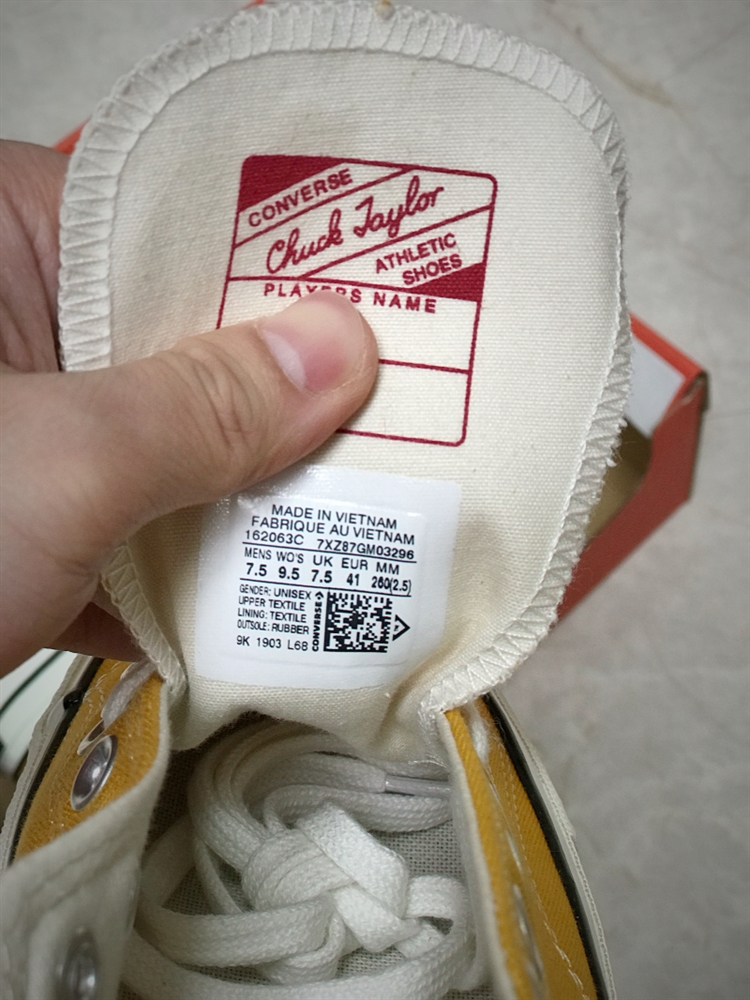 CONVERSE
Chuck Taylor
ATHLETIC
SHOES
PLAYERS NAME
MADE IN VIETNAM
FABRIQUE AU VIETNAM
162063C 7XZ87GM03296
MENS WO'S UK EUR MM
7.5 9.5 7.5 41 260(2.5)
GENDER: UNISEX
UPPER TEXTILE
LINING: TEXTILE
OUTSOLE: RUBBER
CONVERSE
9K 1903 L68